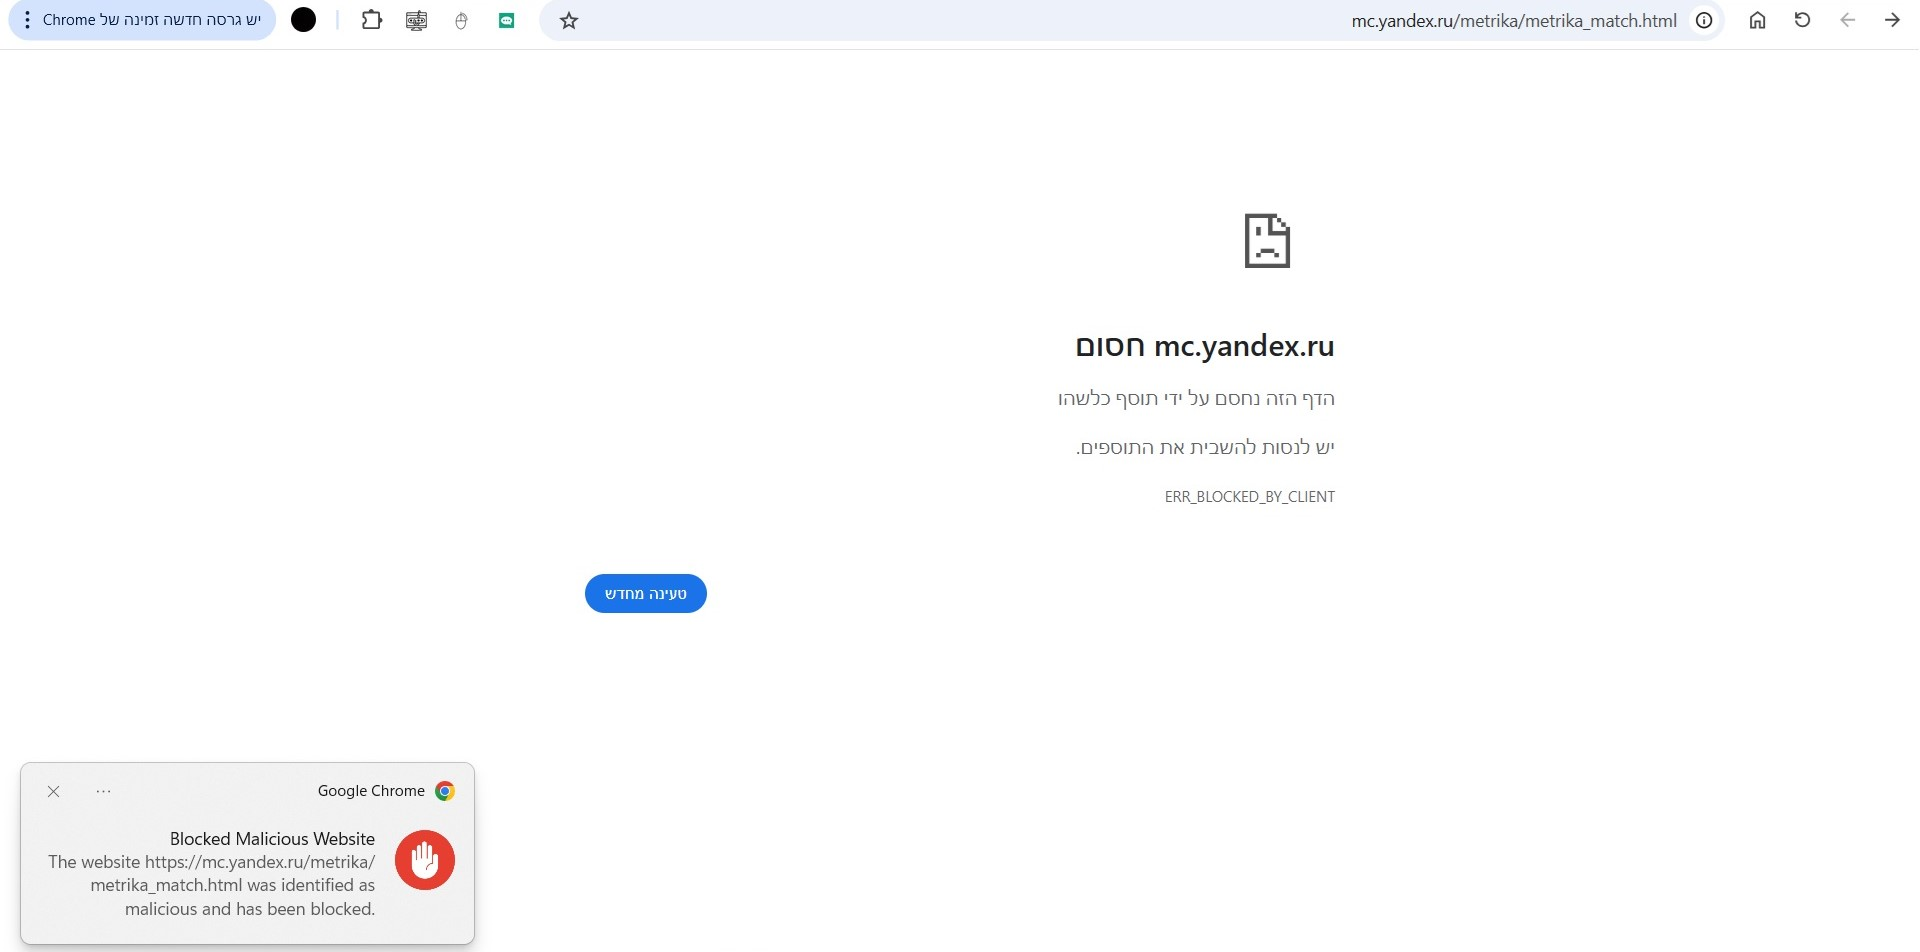 יש גרסה חדשה זמינה של Chrome
mc.yandex.ru/metrika/metrika_match.html
mc.yandex.ru חסום
הדף הזה נחסם על ידי תוסף כלשהו
יש לנסות להשבית את התוספים.
ERR_BLOCKED_BY_CLIENT
טעינה מחדש
Google Chrome
Blocked Malicious Website
The website https://mc.yandex.ru/metrika/
metrika_match.html was identified as
malicious and has been blocked.